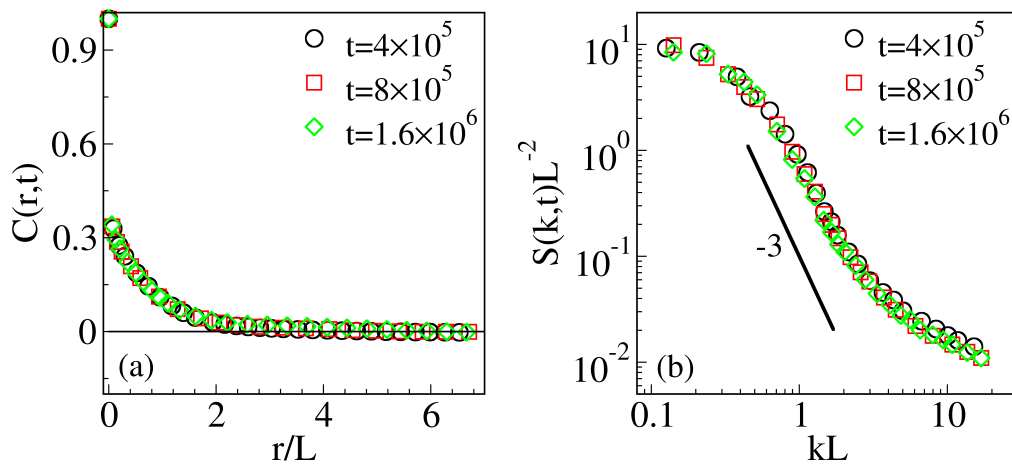 0.9
0.6
0.3
0
C(r,t)
t=4×10^5
t=8×10^5
t=1.6×10^6
(a)
0 2 4 6
r/L
10^1
10^0
10^-1
10^-2
S(k,t)L^-2
t=4×10^5
t=8×10^5
t=1.6×10^6
-3
(b)
0.1 1 10
kL